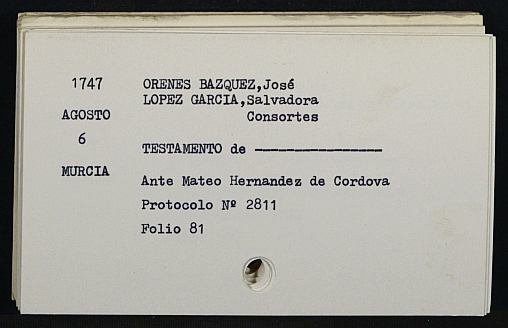 1747
AGOSTO
6
MURCIA
ORENES BAZQUEZ,José
LOPEZ GARCIA,Salvadora
Consortes
TESTAMENTO de ----------------
Ante Mateo Hernandez de Cordova
Protocolo Nº 2811
Folio 81